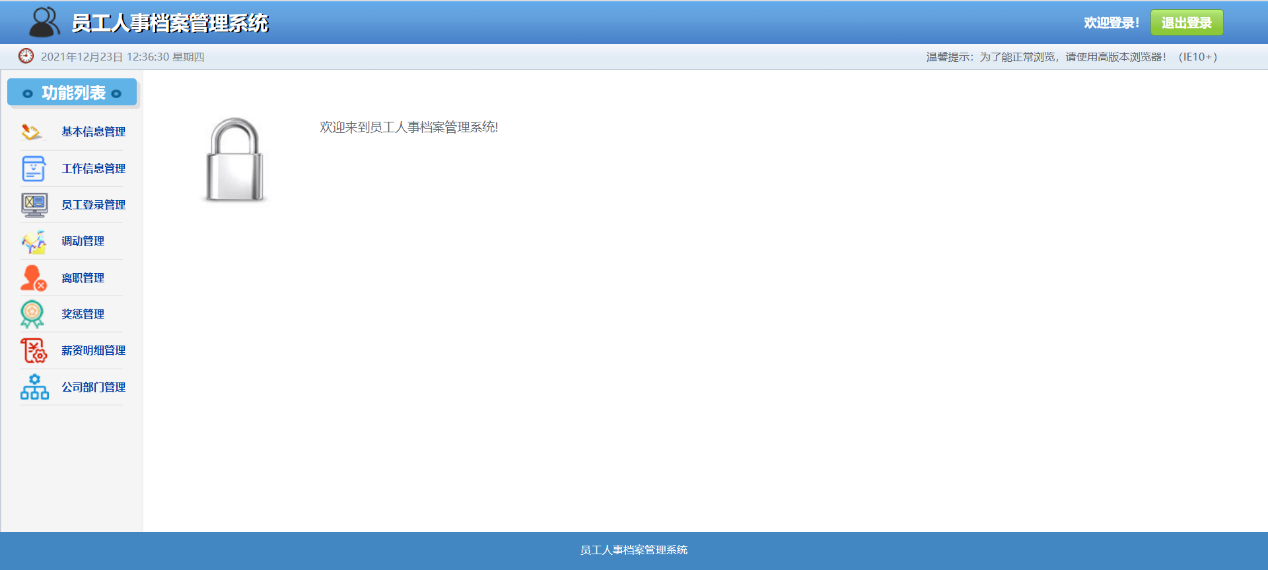 员工人事档案管理系统
欢迎登录！ 退出登录
2021年12月23日 12:36:30 星期四
温馨提示：为了能正常浏览，请使用高版本浏览器！（IE10+）
功能列表
基本信息管理
工作信息管理
员工登录管理
调动管理
离职管理
奖惩管理
薪资明细管理
公司部门管理
欢迎来到员工人事档案管理系统!
员工人事档案管理系统